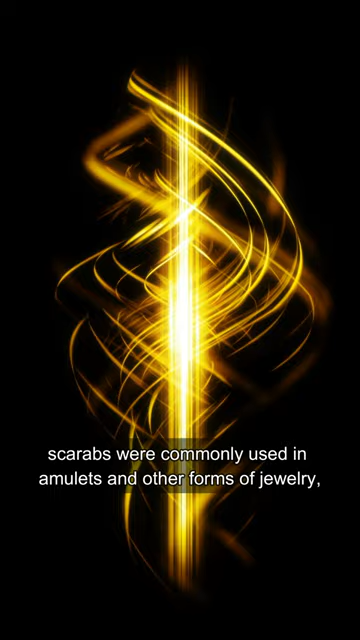 scarabs were commonly used in
amulets and other forms of jewelry,